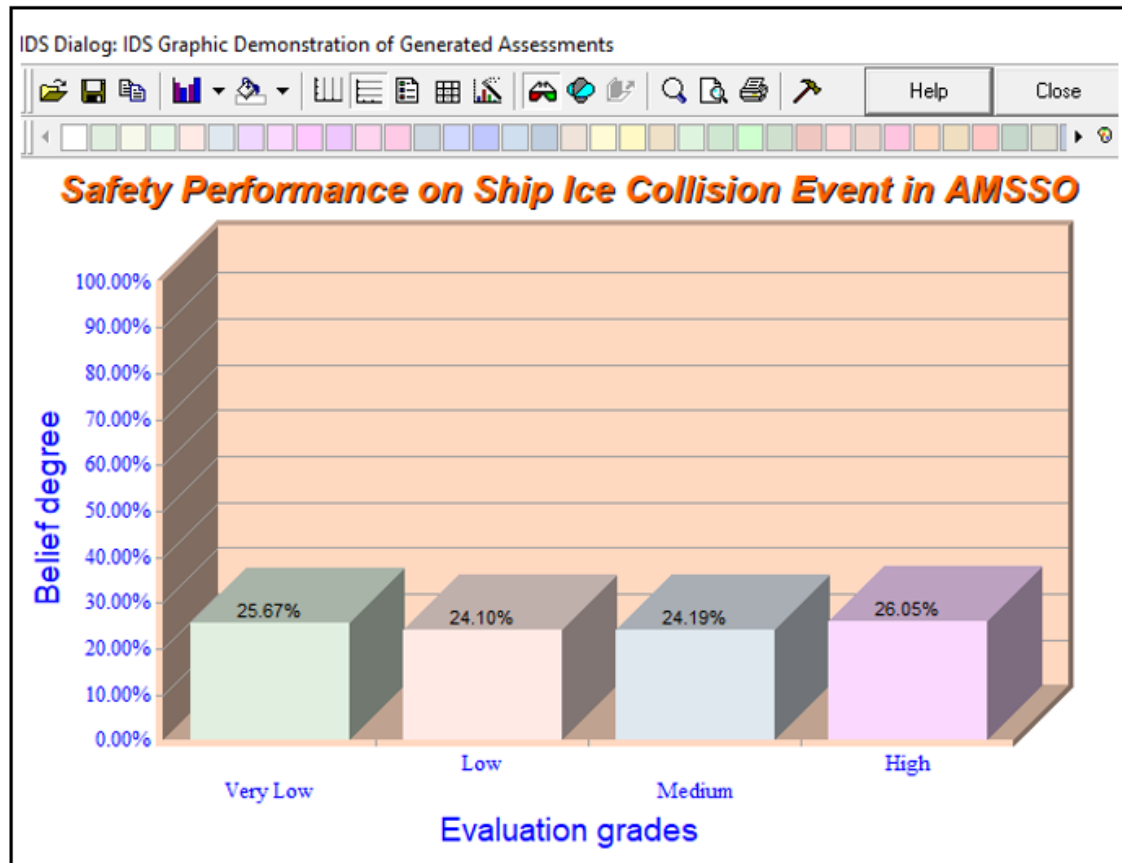 IDS Dialog: IDS Graphic Demonstration of Generated Assessments
Help Close
Safety Performance on Ship Ice Collision Event in AMSSO
100.00%
90.00%
80.00%
70.00%
60.00%
50.00%
40.00%
30.00%
20.00%
10.00%
0.00%
Belief degree
25.67% 24.10% 24.19% 26.05%
Low High
Very Low Medium
Evaluation grades